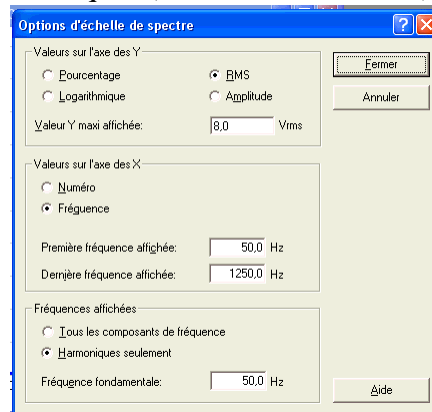 Options d'échelle de spectre
Valeurs sur l'axe des Y
Pourcentage
RMS
Fermer
Logarithmique
Amplitude
Annuler
Valeur Y maxi affichée: 8,0 Vrms
Valeurs sur l'axe des X
Numéro
Fréquence
Première fréquence affichée: 50,0 Hz
Dernière fréquence affichée: 1250,0 Hz
Fréquences affichées
Tous les composants de fréquence
Harmoniques seulement
Fréquence fondamentale: 50,0 Hz
Aide